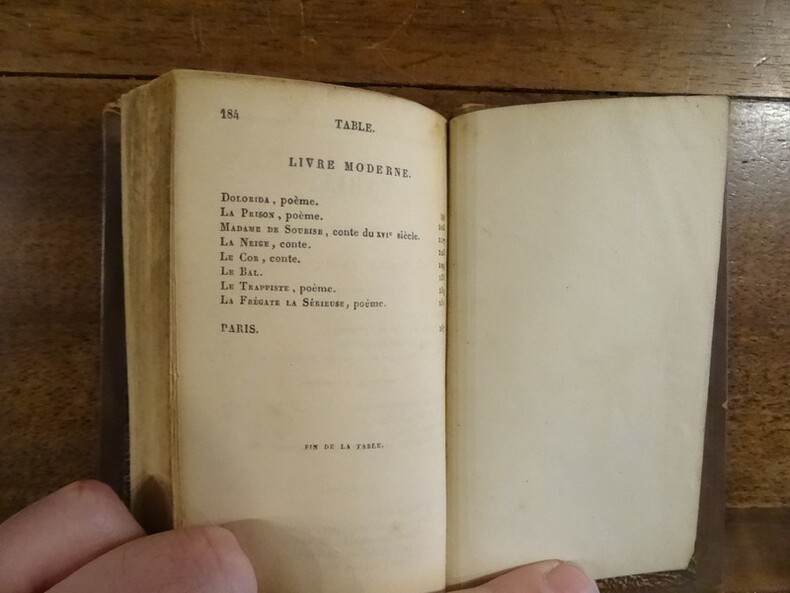 184
TABLE.
LIVRE MODERNE.
DOLORIDA, poème.
LA PRISON, poème.
MADAME DE SOUBISE, conte du XVIe siècle.
LA NEIGE, conte.
LE COR, conte.
LE BAL.
LE TRAPPISTE, poème.
LA FRÉGATE LA SÉRIEUSE, poème.
PARIS.
FIN DE LA TABLE.